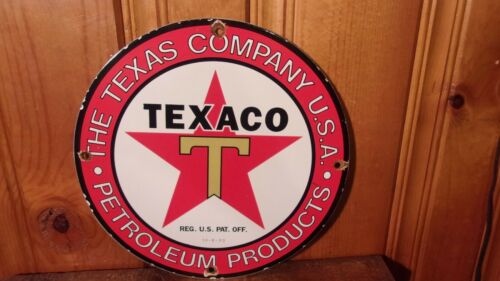 THE TEXAS COMPANY U.S.A.
TEXACO
T
REG. U.S. PAT. OFF.
• PETROLEUM PRODUCTS •